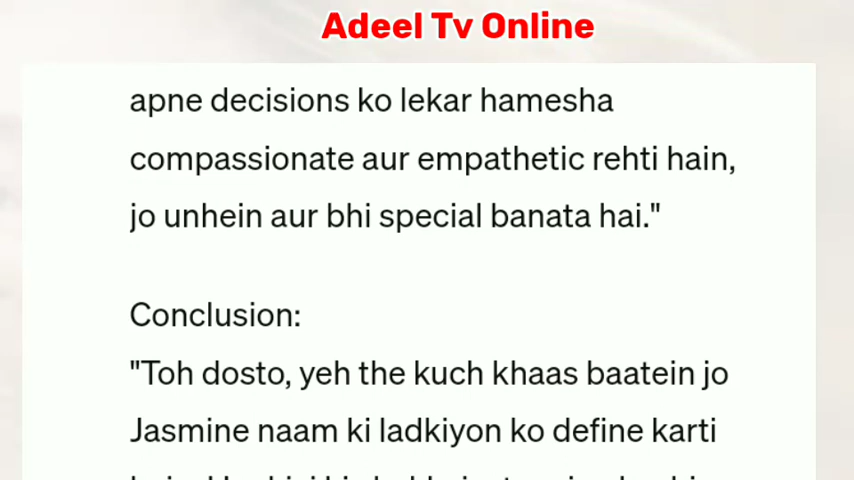 Adeel Tv Online
apne decisions ko lekar hamesha
compassionate aur empathetic rehti hain,
jo unhein aur bhi special banata hai."
Conclusion:
"Toh dosto, yeh the kuch khaas baatein jo
Jasmine naam ki ladkiyon ko define karti